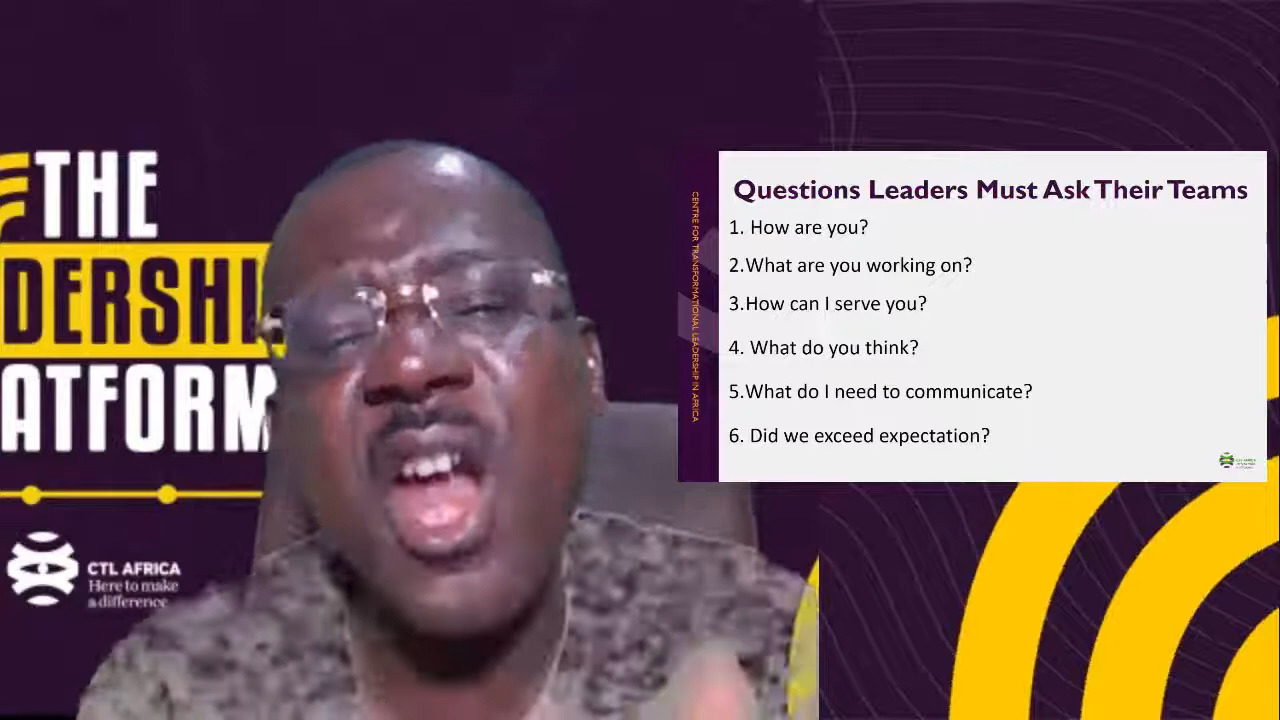 THE
DERSHI
ATFORM
CTL AFRICA
Here to make
a difference
CENTRE FOR TRANSFORMATIONAL LEADERSHIP IN AFRICA
Questions Leaders Must Ask Their Teams
1. How are you?
2.What are you working on?
3.How can I serve you?
4. What do you think?
5.What do I need to communicate?
6. Did we exceed expectation?
CTL AFRICA